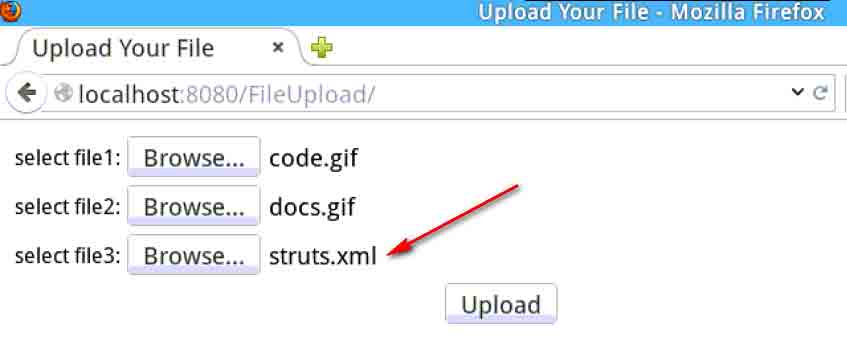 Upload Your File - Mozilla Firefox
Upload Your File
localhost:8080/FileUpload/
select file1: Browse... code.gif
select file2: Browse... docs.gif
select file3: Browse... struts.xml
Upload